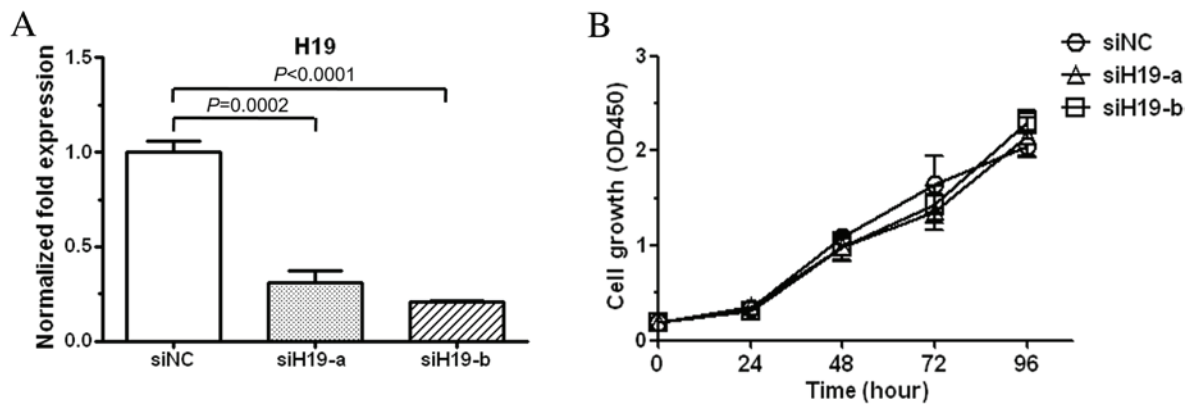 A
H19
Normalized fold expression
1.5
1.0
0.5
0.0
P<0.0001
P=0.0002
siNC
siH19-a
siH19-b
B
Cell growth (OD450)
3
2
1
0
0
24
48
72
96
Time (hour)
siNC
siH19-a
siH19-b